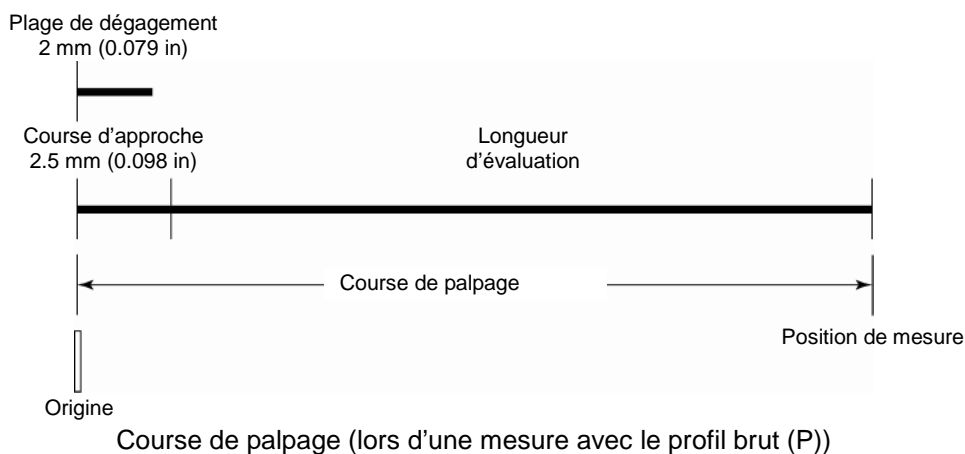 Plage de dégagement
2 mm (0.079 in)
Course d'approche
2.5 mm (0.098 in)
Longueur
d'évaluation
Course de palpage
Position de mesure
Origine
Course de palpage (lors d'une mesure avec le profil brut (P))